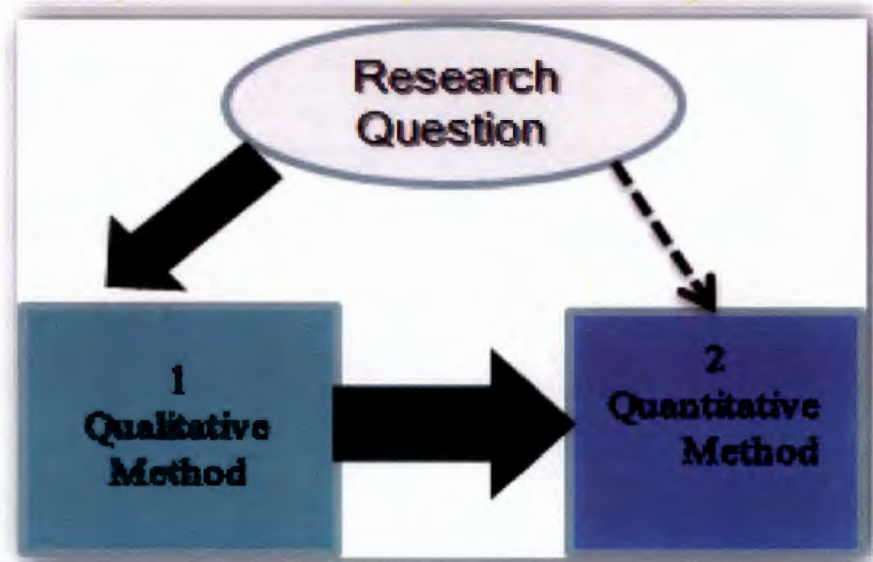 Research
Question
1
Qualitative
Method
2
Quantitative
Method